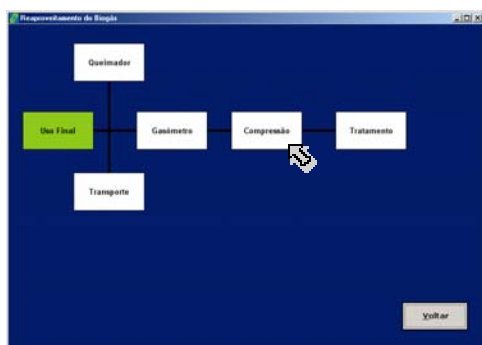 Reaproveitamento do Biogás
Queimador
Uso Final
Gasômetro
Compressão
Tratamento
Transporte
Voltar